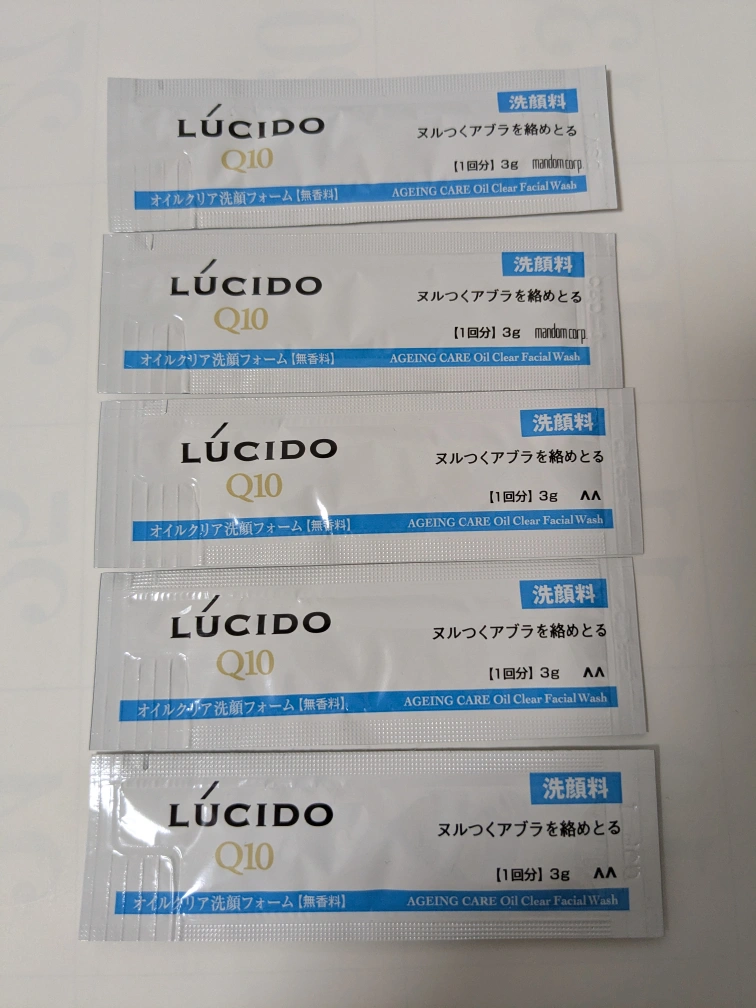 LÚCIDO
Q10
洗顔料
ヌルつくアブラを絡めとる
【1回分】3g mandom corp.
オイルクリア洗顔フォーム【無香料】 AGEING CARE Oil Clear Facial Wash
LÚCIDO
Q10
洗顔料
ヌルつくアブラを絡めとる
【1回分】3g mandom corp.
オイルクリア洗顔フォーム【無香料】 AGEING CARE Oil Clear Facial Wash
LÚCIDO
Q10
洗顔料
ヌルつくアブラを絡めとる
【1回分】3g ΛΛ
オイルクリア洗顔フォーム【無香料】 AGEING CARE Oil Clear Facial Wash
LÚCIDO
Q10
洗顔料
ヌルつくアブラを絡めとる
【1回分】3g ΛΛ
オイルクリア洗顔フォーム【無香料】 AGEING CARE Oil Clear Facial Wash
LÚCIDO
Q10
洗顔料
ヌルつくアブラを絡めとる
【1回分】3g ΛΛ
オイルクリア洗顔フォーム【無香料】 AGEING CARE Oil Clear Facial Wash